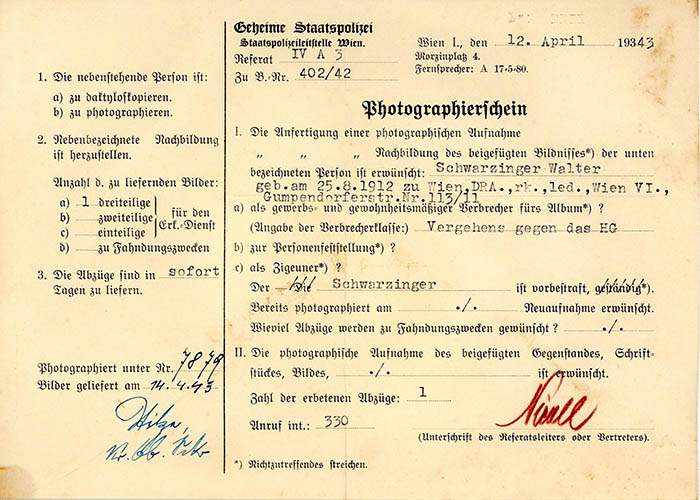 Geheime Staatspolizei
Staatspolizeileitstelle Wien.
Referat IV A 3
Zu B.-Nr. 402/42
Wien I., den 12. April 19343
Morzinplatz 4.
Fernsprecher: A 17-5-80.
1. Die nebenstehende Person ist:
a) zu daktyloskopieren.
b) zu photographieren.
2. Nebenbezeichnete Nachbildung
ist herzustellen.
Anzahl d. zu liefernden Bilder:
a) 1 dreiteilige
b) zweiteilige
c) einteilige
für den
Erk.-Dienst
d) zu Fahndungszwecken
3. Die Abzüge sind in sofort
Tagen zu liefern.
Photographiert unter Nr. 7879
Bilder geliefert am 14.4.43
Photographierschein
I. Die Anfertigung einer photographischen Aufnahme
„ „ „ Nachbildung des beigefügten Bildnisses*) der unten
bezeichneten Person ist erwünscht: Schwarzinger Walter
geb.am 25.8.1912 zu Wien,DRA.,rk.,led.,Wien VI.,
Gumpendorferstr.Nr.113/11
a) als gewerbs- und gewohnheitsmäßiger Verbrecher fürs Album*) ?
(Angabe der Verbrecherklasse:) Vergehens gegen das HG
b) zur Personenfeststellung*) ?
c) als Zigeuner*) ?
Der Die Schwarzinger ist vorbestraft, geständig*).
Bereits photographiert am ./. Neuaufnahme erwünscht.
Wieviel Abzüge werden zu Fahndungszwecken gewünscht ? ./.
II. Die photographische Aufnahme des beigefügten Gegenstandes, Schrift-
stückes, Bildes, ./. ist erwünscht.
Zahl der erbetenen Abzüge: 1
Anruf int.: 330
(Unterschrift des Referatsleiters oder Vertreters).
*) Nichtzutreffendes streichen.